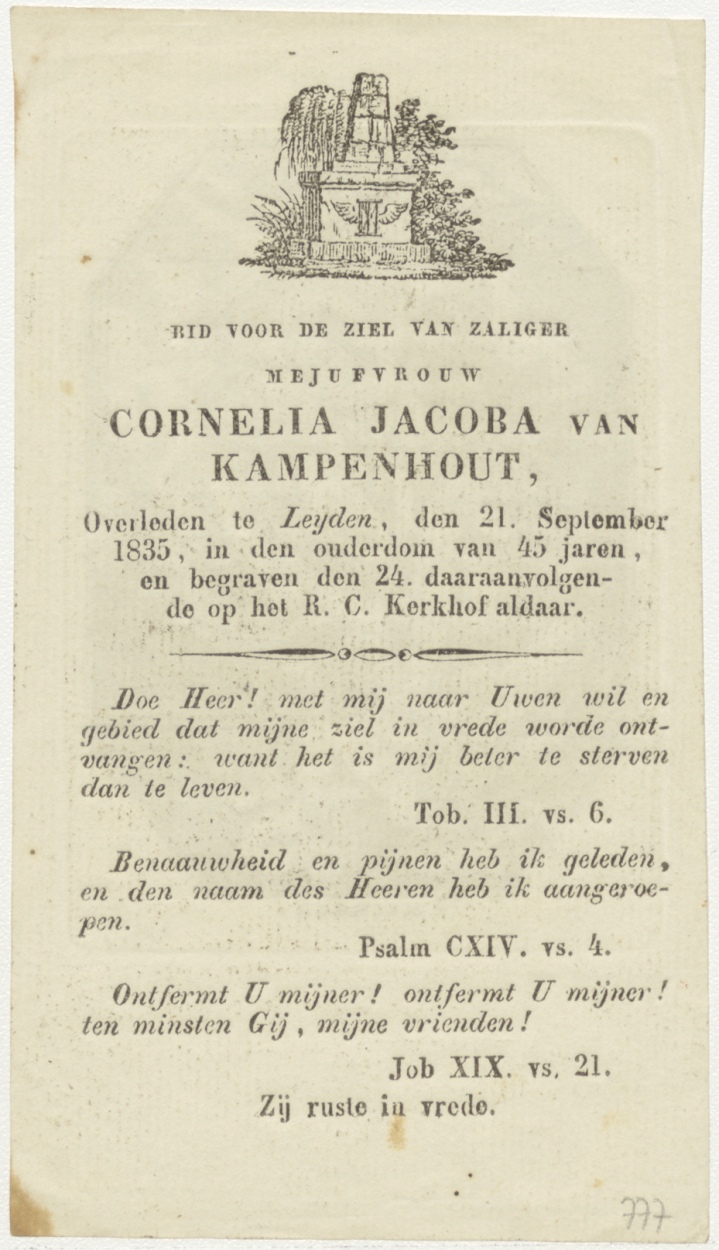 BID VOOR DE ZIEL VAN ZALIGER
MEJUFVROUW
CORNELIA JACOBA VAN
KAMPENHOUT,
Overleden te Leyden, den 21. September
1835, in den ouderdom van 45 jaren,
en begraven den 24. daaraanvolgen-
de op het R. C. Kerkhof aldaar.
Doe Heer! met mij naar Uwen wil en
gebied dat mijne ziel in vrede worde ont-
vangen: want het is mij beter te sterven
dan te leven.
Tob. III. vs. 6.
Benaauwheid en pijnen heb ik geleden,
en den naam des Heeren heb ik aangeroe-
pen.
Psalm CXIV. vs. 4.
Ontfermt U mijner! ontfermt U mijner!
ten minsten Gij, mijne vrienden!
Job XIX. vs. 21.
Zij ruste in vrede.
777